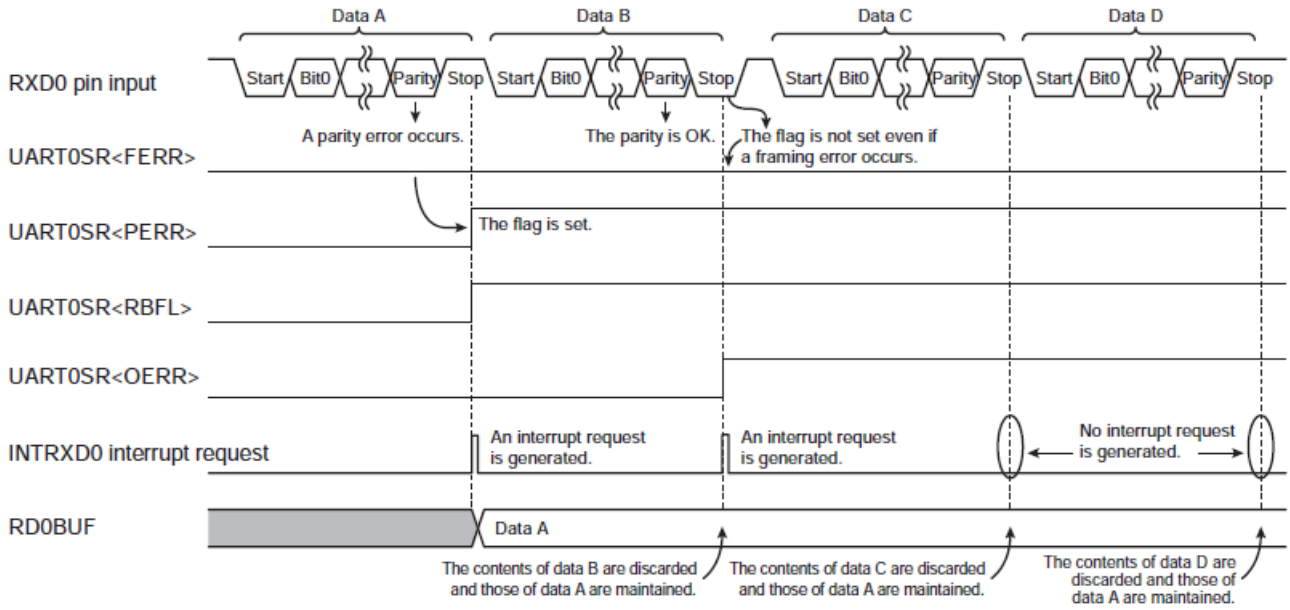 Data A Data B Data C Data D
RXD0 pin input
Start Bit0 Parity Stop Start Bit0 Parity Stop Start Bit0 Parity Stop Start Bit0 Parity Stop
A parity error occurs. The parity is OK. The flag is not set even if
a framing error occurs.
UART0SR<FERR>
The flag is set.
UART0SR<PERR>
UART0SR<RBFL>
UART0SR<OERR>
An interrupt request
is generated.
An interrupt request
is generated.
No interrupt request
is generated.
INTRXD0 interrupt request
RD0BUF
Data A
The contents of data B are discarded
and those of data A are maintained.
The contents of data C are discarded
and those of data A are maintained.
The contents of data D are
discarded and those of
data A are maintained.